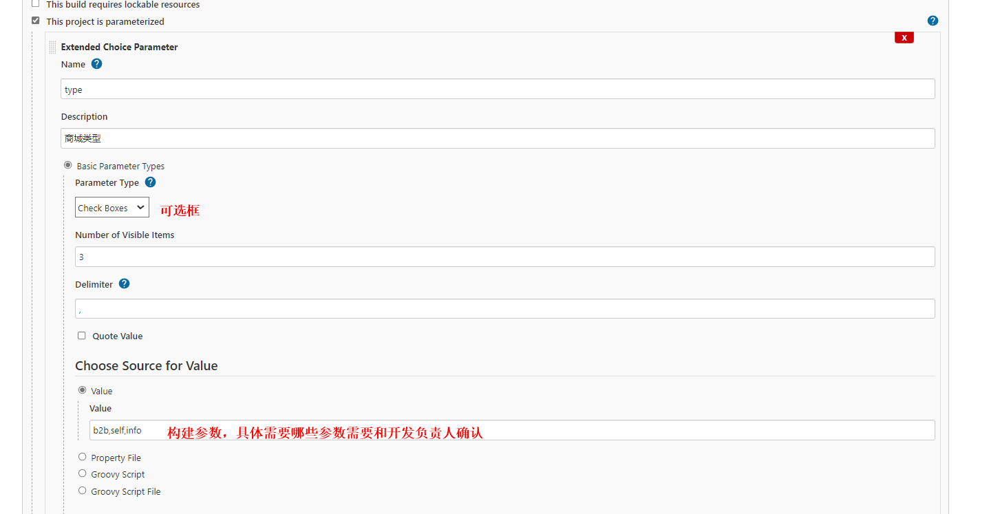 This build requires lockable resources
This project is parameterized
?
X
Extended Choice Parameter
Name ?
type
Description
商城类型
Basic Parameter Types
Parameter Type ?
Check Boxes 可选框
Number of Visible Items
3
Delimiter ?
,
Quote Value
Choose Source for Value
Value
Value
b2b,self,info 构建参数，具体需要哪些参数需要和开发负责人确认
Property File
Groovy Script
Groovy Script File